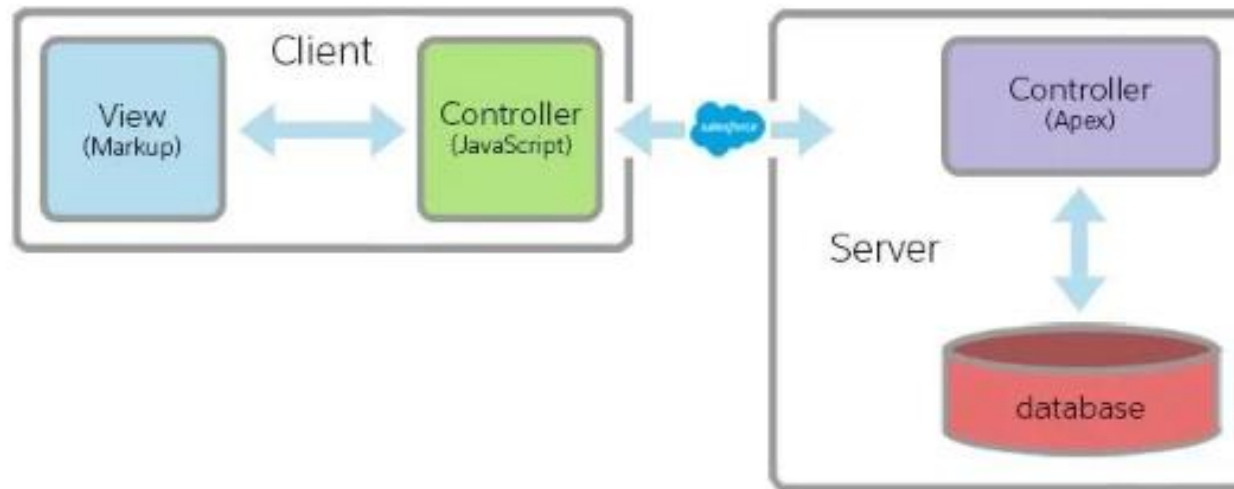 Client
View
(Markup)
Controller
(JavaScript)
salesforce
Controller
(Apex)
Server
database